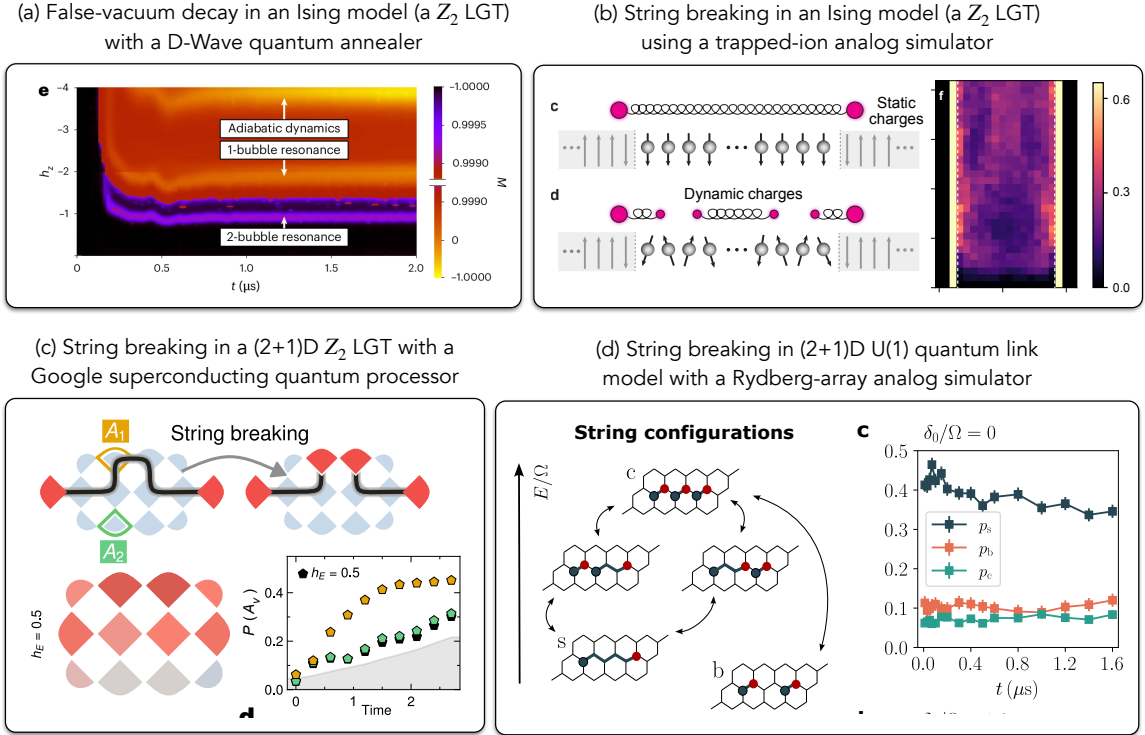 (a) False-vacuum decay in an Ising model (a Z₂ LGT)
with a D-Wave quantum annealer
e
-4
-3
-2
-1
h_z
0
0.5
1.0
1.5
2.0
t (μs)
Adiabatic dynamics
1-bubble resonance
2-bubble resonance
-1.0000
0.9995
0.9990
0.9990
0
-1.0000
M
(b) String breaking in an Ising model (a Z₂ LGT)
using a trapped-ion analog simulator
c
Static
charges
d
Dynamic charges
f
0.6
0.3
0.0
(c) String breaking in a (2+1)D Z₂ LGT with a
Google superconducting quantum processor
A₁
String breaking
A₂
h_E = 0.5
h_E = 0.5
P (A_v)
0.4
0.2
0.0
0
1
2
Time
d
(d) String breaking in (2+1)D U(1) quantum link
model with a Rydberg-array analog simulator
String configurations
E/Ω
c
s
b
c
δ₀/Ω = 0
0.5
0.4
0.3
0.2
0.1
0.0
p_s
p_b
p_c
0.0
0.4
0.8
1.2
1.6
t (μs)